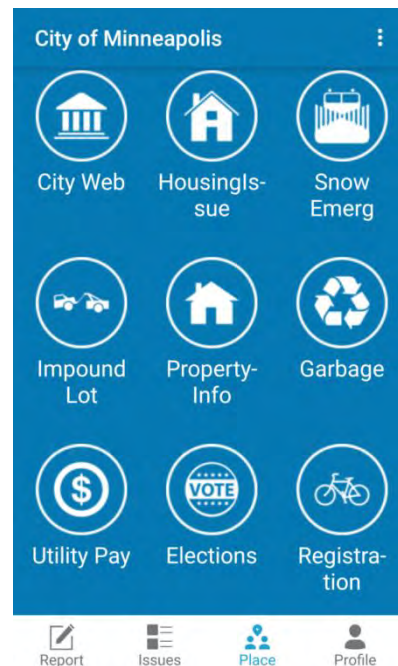 City of Minneapolis
City Web
HousingIs-
sue
Snow
Emerg
Impound
Lot
Property-
Info
Garbage
$
VOTE
Utility Pay
Elections
Registra-
tion
Report
Issues
Place
Profile